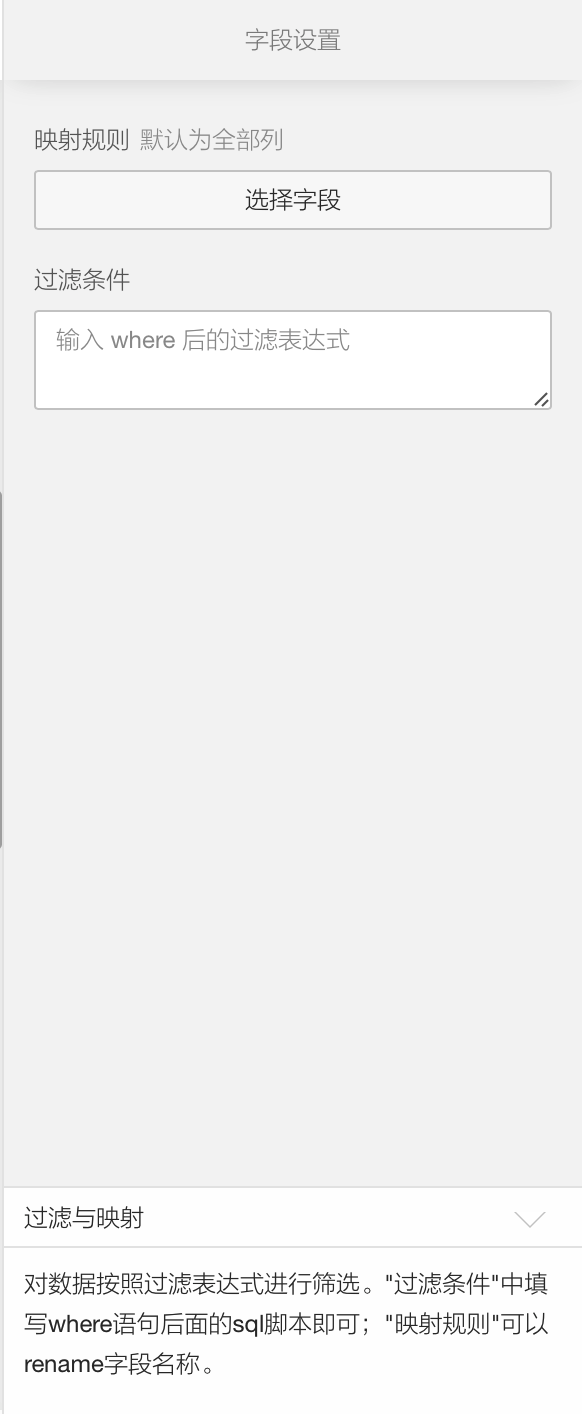 字段设置
映射规则 默认为全部列
选择字段
过滤条件
输入 where 后的过滤表达式
过滤与映射
对数据按照过滤表达式进行筛选。"过滤条件"中填
写where语句后面的sql脚本即可；"映射规则"可以
rename字段名称。